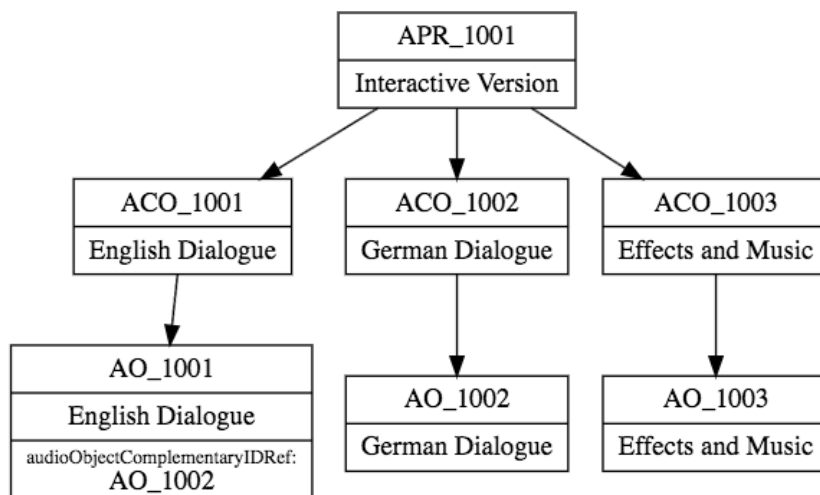 APR_1001
Interactive Version
ACO_1001
English Dialogue
ACO_1002
German Dialogue
ACO_1003
Effects and Music
AO_1001
English Dialogue
audioObjectComplementaryIDRef:
AO_1002
AO_1002
German Dialogue
AO_1003
Effects and Music